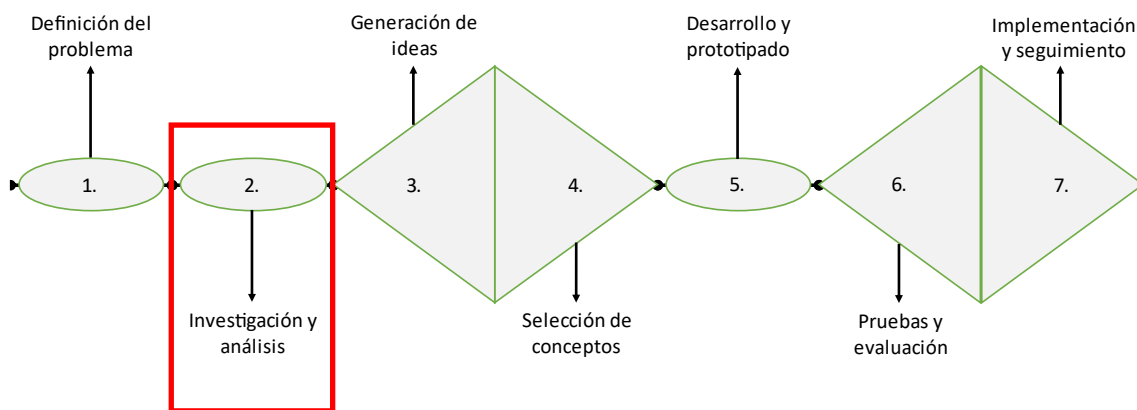 Definición del
problema
Generación de
ideas
Desarrollo y
prototipado
Implementación
y seguimiento
1.
2.
3.
4.
5.
6.
7.
Investigación y
análisis
Selección de
conceptos
Pruebas y
evaluación